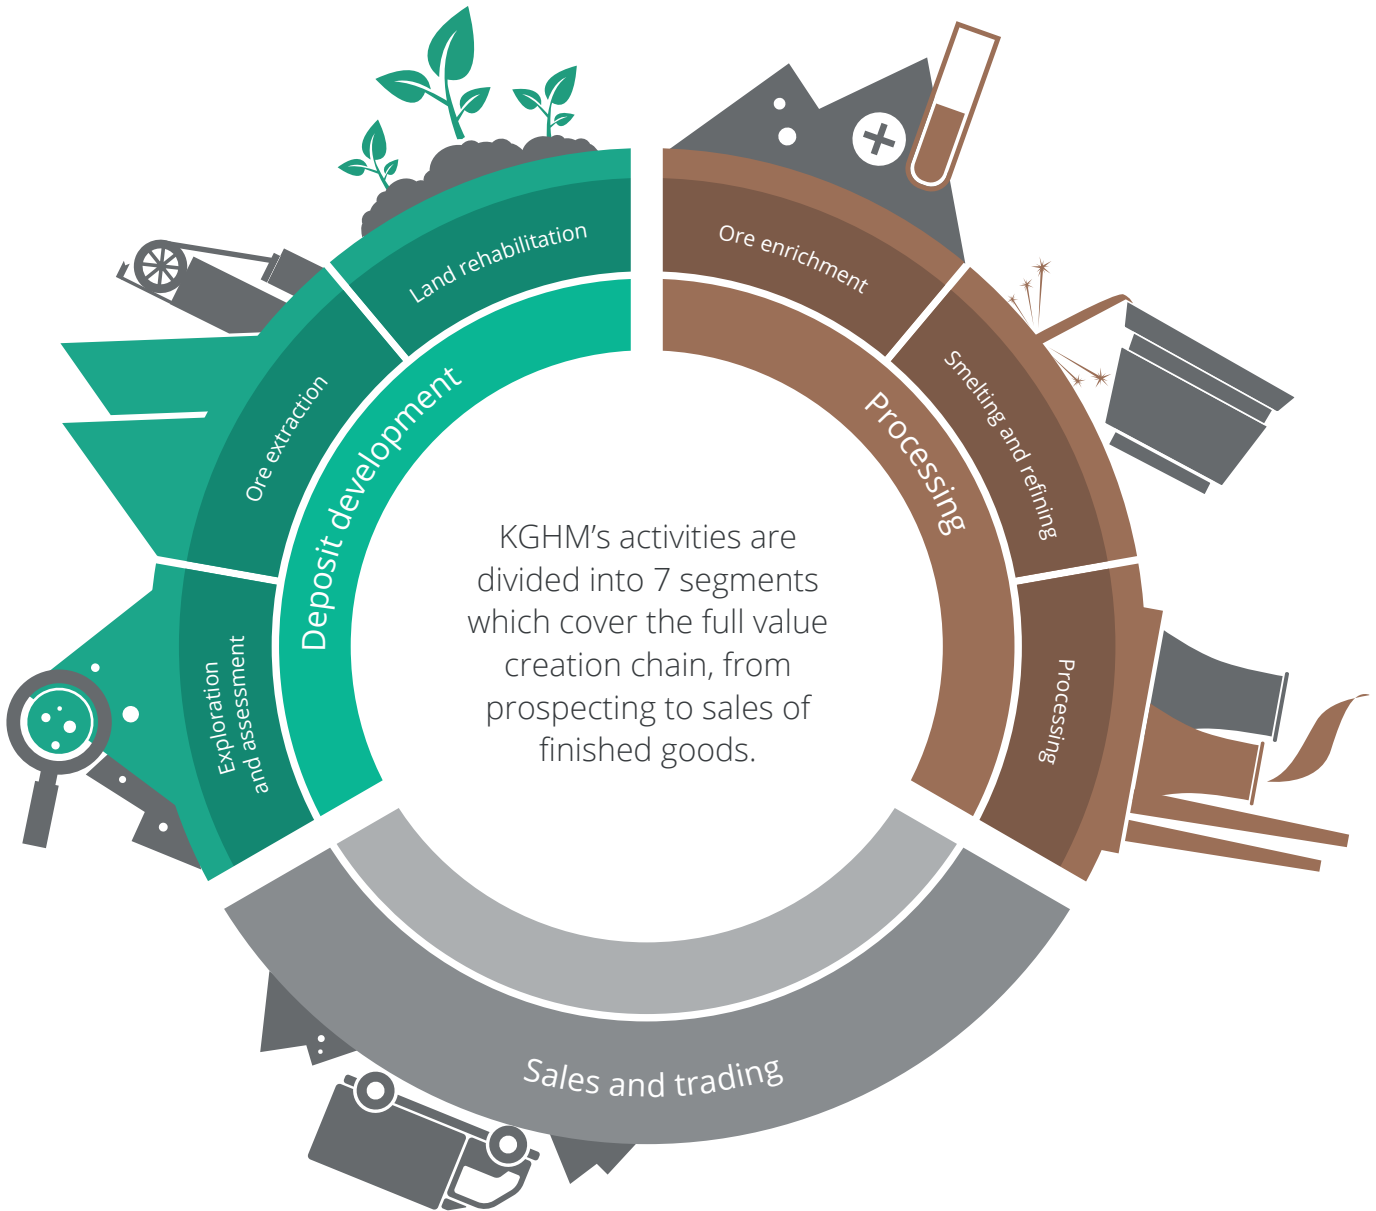 Land rehabilitation
Ore enrichment
Ore extraction
Deposit development
Processing
Smelting and refining
KGHM’s activities are
divided into 7 segments
which cover the full value
creation chain, from
prospecting to sales of
finished goods.
Exploration
and assessment
Processing
Sales and trading